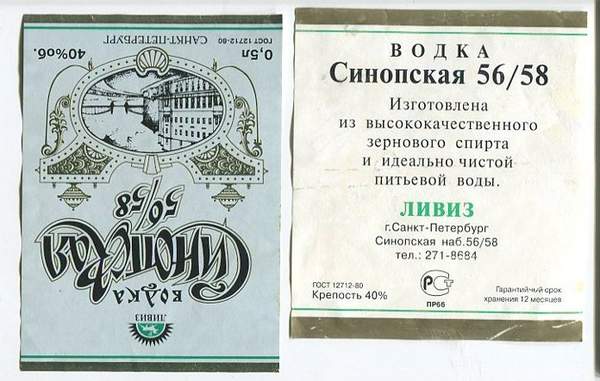 ЛИВИЗ
ВОДКА
Синопская
56/58
0,5л 40%об.
ГОСТ 12712-80 САНКТ-ПЕТЕРБУРГ
ВОДКА
Синопская 56/58
Изготовлена
из высококачественного
зернового спирта
и идеально чистой
питьевой воды.
ЛИВИЗ
г.Санкт-Петербург
Синопская наб.56/58
тел.: 271-8684
ГОСТ 12712-80
Крепость 40%
РСТ
ПР66
Гарантийный срок
хранения 12 месяцев